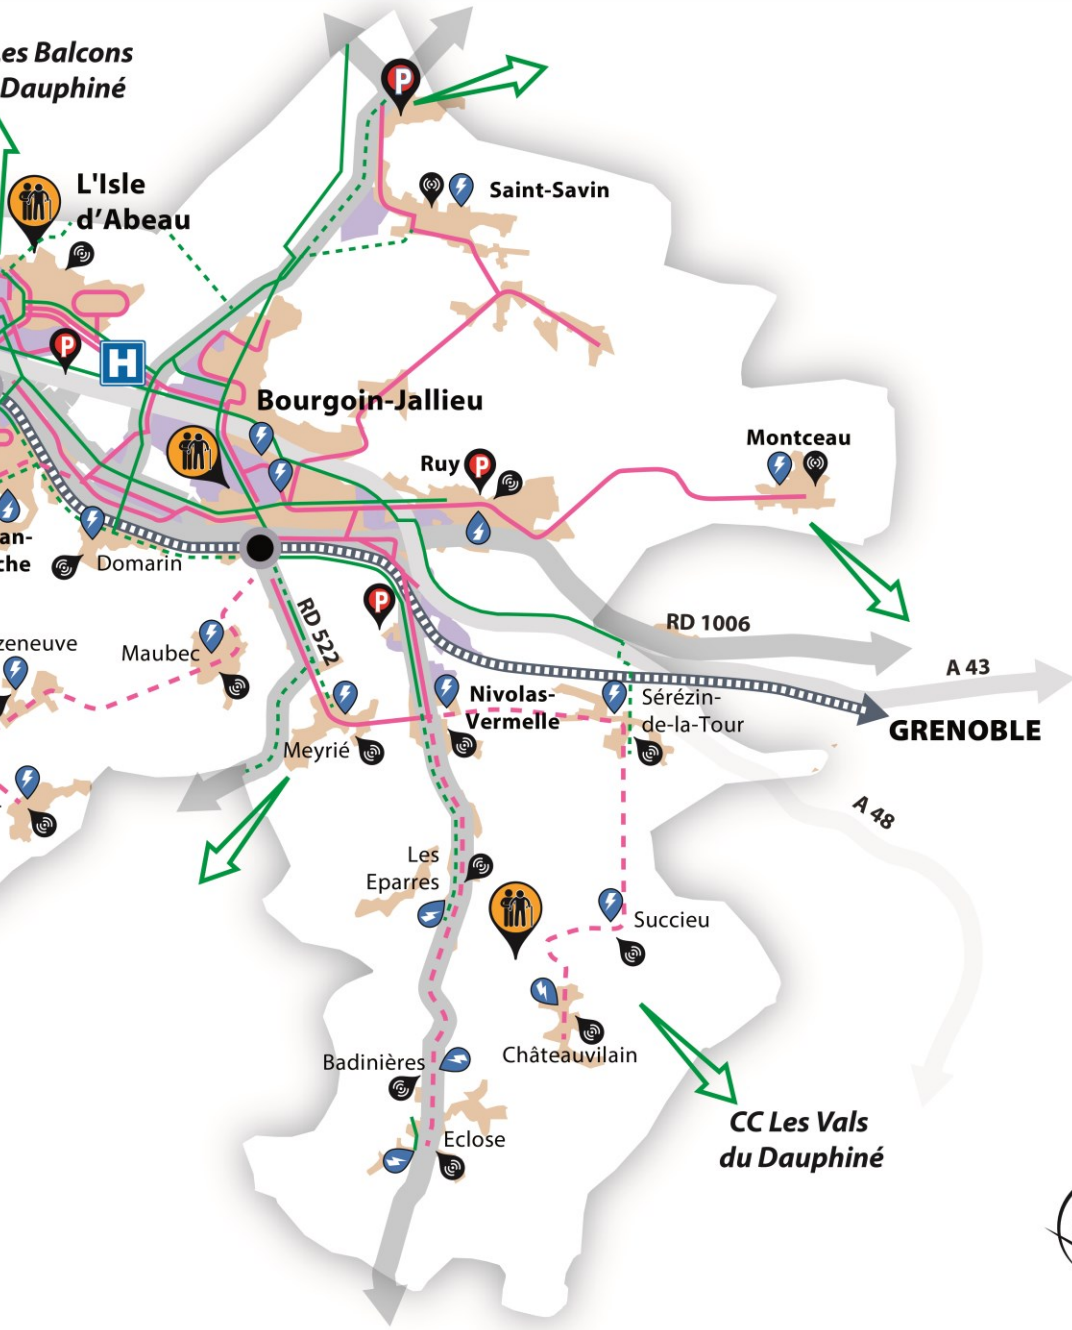 es Balcons
Dauphiné
P
L'Isle
d'Abeau
Saint-Savin
P
H
Bourgoin-Jallieu
Montceau
Ruy
P
an-
che
Domarin
RD 522
P
RD 1006
zeneuve
Maubec
A 43
Nivolas-
Vermelle
Sérézin-
de-la-Tour
GRENOBLE
Meyrié
A 48
Les
Eparres
Succieu
Badinières
Châteauvilain
CC Les Vals
du Dauphiné
Eclose